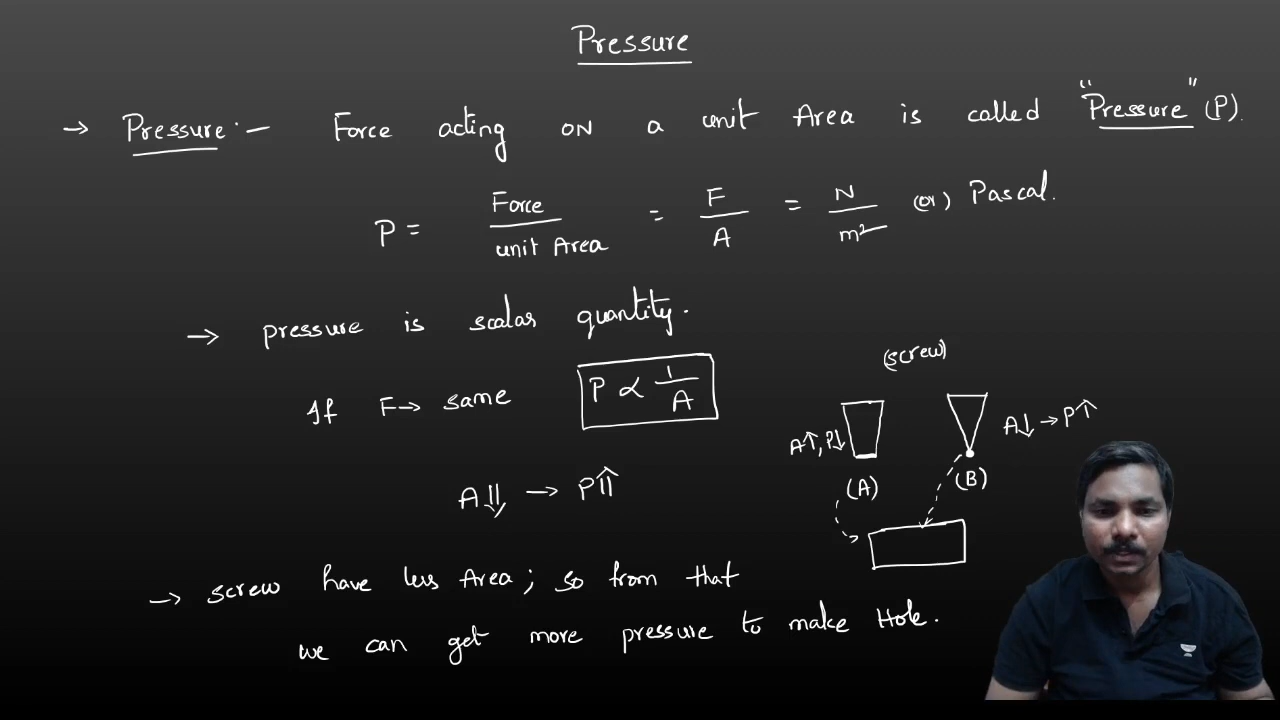 Pressure
→ Pressure :- Force acting on a unit Area is called "Pressure" (P).
P = Force / unit Area = F / A = N / m² (or) Pascal.
→ pressure is scalar quantity.
If F→ same P ∝ 1 / A
(screw)
A↑, P↓ A↓ → P↑
(A) (B)
A⇓ → P⇑
→ screw have less Area; so from that
we can get more pressure to make Hole.